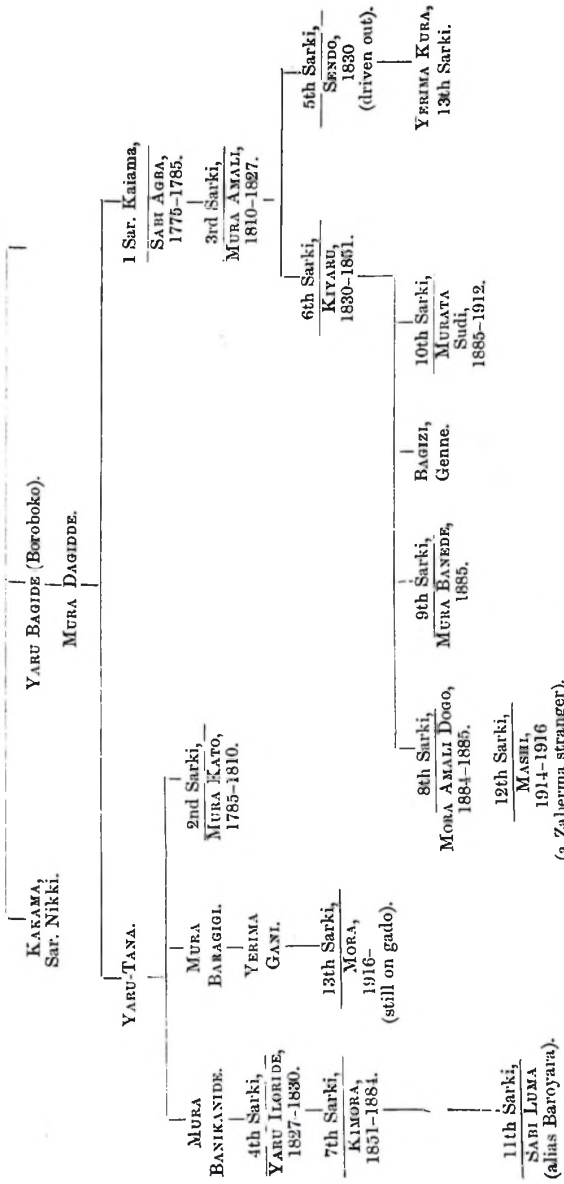 KAKAMA,
Sar. Nikki.
YARU BAGIDE (Boroboko).
MURA DAGIDDE.
YARU-TANA.
1 Sar. Kaiama,
SABI AGBA,
1775–1785.
MURA
BANIKANIDE.
MURA
BARAGIGI.
2nd Sarki,
MURA KATO,
1785–1810.
3rd Sarki,
MURA AMALI,
1810–1827.
4th Sarki,
YARU ILORIDE,
1827–1830.
YERIMA
GANI.
6th Sarki,
KIYARU,
1830–1851.
5th Sarki,
SENDO,
1830
(driven out).
7th Sarki,
KIMORA,
1851–1884.
13th Sarki,
MORA,
1916–
(still on gado).
8th Sarki,
MORA AMALI DOGO,
1884–1885.
9th Sarki,
MURA BANEDE,
1885.
BAGIZI,
Genne.
10th Sarki,
MURATA
Sudi,
1885–1912.
YERIMA KURA,
13th Sarki.
11th Sarki,
SABI LUMA
(alias Baroyara).
12th Sarki,
MASHI,
1914–1916
(a Zaberma stranger).